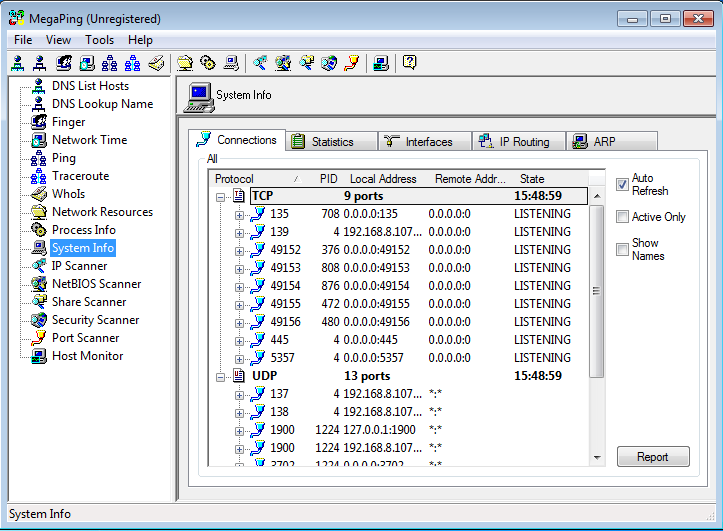 MegaPing (Unregistered)
File View Tools Help
DNS List Hosts
DNS Lookup Name
Finger
Network Time
Ping
Traceroute
WhoIs
Network Resources
Process Info
System Info
IP Scanner
NetBIOS Scanner
Share Scanner
Security Scanner
Port Scanner
Host Monitor
System Info
Connections Statistics Interfaces IP Routing ARP
All
Protocol PID Local Address Remote Addr... State
TCP 9 ports 15:48:59
135 708 0.0.0.0:135 0.0.0.0:0 LISTENING
139 4 192.168.8.107... 0.0.0.0:0 LISTENING
49152 376 0.0.0.0:49152 0.0.0.0:0 LISTENING
49153 808 0.0.0.0:49153 0.0.0.0:0 LISTENING
49154 876 0.0.0.0:49154 0.0.0.0:0 LISTENING
49155 472 0.0.0.0:49155 0.0.0.0:0 LISTENING
49156 480 0.0.0.0:49156 0.0.0.0:0 LISTENING
445 4 0.0.0.0:445 0.0.0.0:0 LISTENING
5357 4 0.0.0.0:5357 0.0.0.0:0 LISTENING
UDP 13 ports 15:48:59
137 4 192.168.8.107... *:*
138 4 192.168.8.107... *:*
1900 1224 127.0.0.1:1900 *:*
1900 1224 192.168.8.107... *:*
3702 1224 0.0.0.0:3702 *:*
Auto
Refresh
Active Only
Show
Names
Report
System Info